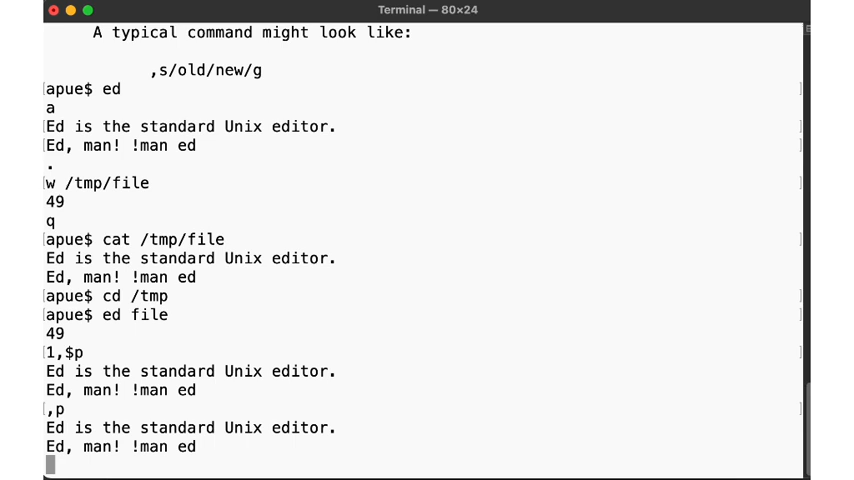 Terminal — 80×24
A typical command might look like:
,s/old/new/g
apue$ ed
a
Ed is the standard Unix editor.
Ed, man! !man ed
.
w /tmp/file
49
q
apue$ cat /tmp/file
Ed is the standard Unix editor.
Ed, man! !man ed
apue$ cd /tmp
apue$ ed file
49
1,$p
Ed is the standard Unix editor.
Ed, man! !man ed
,p
Ed is the standard Unix editor.
Ed, man! !man ed